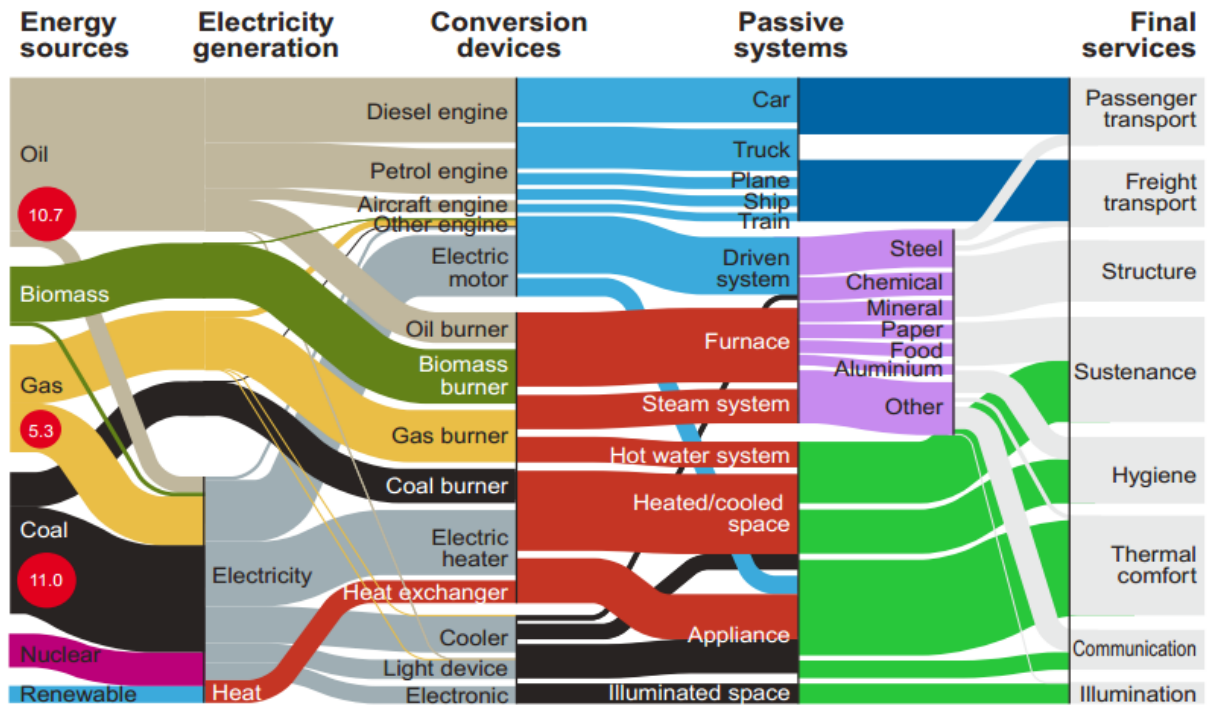 Energy
sources
Electricity
generation
Conversion
devices
Passive
systems
Final
services
Oil
10.7
Biomass
Gas
5.3
Coal
11.0
Nuclear
Renewable
Electricity
Heat
Diesel engine
Petrol engine
Aircraft engine
Other engine
Electric
motor
Oil burner
Biomass
burner
Gas burner
Coal burner
Electric
heater
Heat exchanger
Cooler
Light device
Electronic
Car
Truck
Plane
Ship
Train
Driven
system
Furnace
Steam system
Hot water system
Heated/cooled
space
Appliance
Illuminated space
Steel
Chemical
Mineral
Paper
Food
Aluminium
Other
Passenger
transport
Freight
transport
Structure
Sustenance
Hygiene
Thermal
comfort
Communication
Illumination